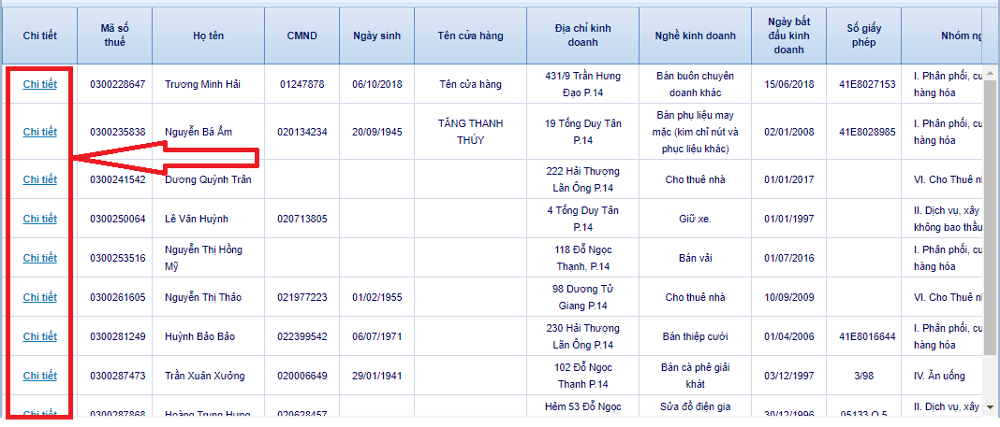 Chi tiết
Mã số
thuế
Họ tên
CMND
Ngày sinh
Tên cửa hàng
Địa chỉ kinh
doanh
Nghề kinh doanh
Ngày bắt
đầu kinh
doanh
Số giấy
phép
Nhóm ng
Chi tiết
0300228647
Trương Minh Hải
01247878
06/10/2018
Tên cửa hàng
431/9 Trần Hưng
Đạo P.14
Bán buôn chuyên
doanh khác
15/06/2018
41E8027153
I. Phân phối, cu
hàng hóa
Chi tiết
0300235838
Nguyễn Bá Ẩm
020134234
20/09/1945
TĂNG THANH
THÚY
19 Tống Duy Tân
P.14
Bán phụ liệu may
mặc (kim chỉ nút và
phục liệu khác)
02/01/2008
41E8028985
I. Phân phối, cu
hàng hóa
Chi tiết
0300241542
Dương Quỳnh Trân
222 Hải Thượng
Lãn Ông P.14
Cho thuê nhà
01/01/2017
VI. Cho Thuê nh
Chi tiết
0300250064
Lê Văn Huỳnh
020713805
4 Tống Duy Tân
P.14
Giữ xe.
01/01/1997
II. Dịch vụ, xây
không bao thầu
Chi tiết
0300253516
Nguyễn Thị Hồng
Mỹ
118 Đỗ Ngọc
Thạnh, P.14
Bán vải
01/07/2016
I. Phân phối, cu
hàng hóa
Chi tiết
0300261605
Nguyễn Thị Thảo
021977223
01/02/1955
98 Dương Tử
Giang P.14
Cho thuê nhà
10/09/2009
VI. Cho Thuê nh
Chi tiết
0300281249
Huỳnh Bảo Bảo
022399542
06/07/1971
230 Hải Thượng
Lãn Ông P.14
Bán thiệp cưới
01/04/2006
41E8016644
I. Phân phối, cu
hàng hóa
Chi tiết
0300287473
Trần Xuân Xưởng
020006649
29/01/1941
102 Đỗ Ngọc
Thạnh P.14
Bán cà phê giải
khát
03/12/1997
3/98
IV. Ăn uống
Chi tiết
0300287868
Hoàng Trung Hưng
020628457
Hẻm 53 Đỗ Ngọc
Sửa đồ điện gia
30/12/1996
05133 Q.5
II. Dịch vụ, xây